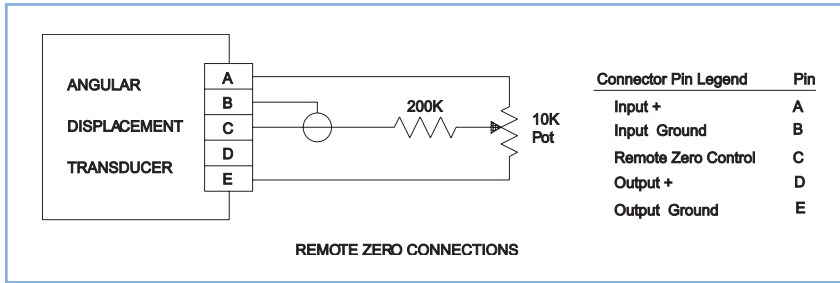 ANGULAR
DISPLACEMENT
TRANSDUCER
A
B
C
D
E
200K
10K
Pot
Connector Pin Legend Pin
Input + A
Input Ground B
Remote Zero Control C
Output + D
Output Ground E
REMOTE ZERO CONNECTIONS